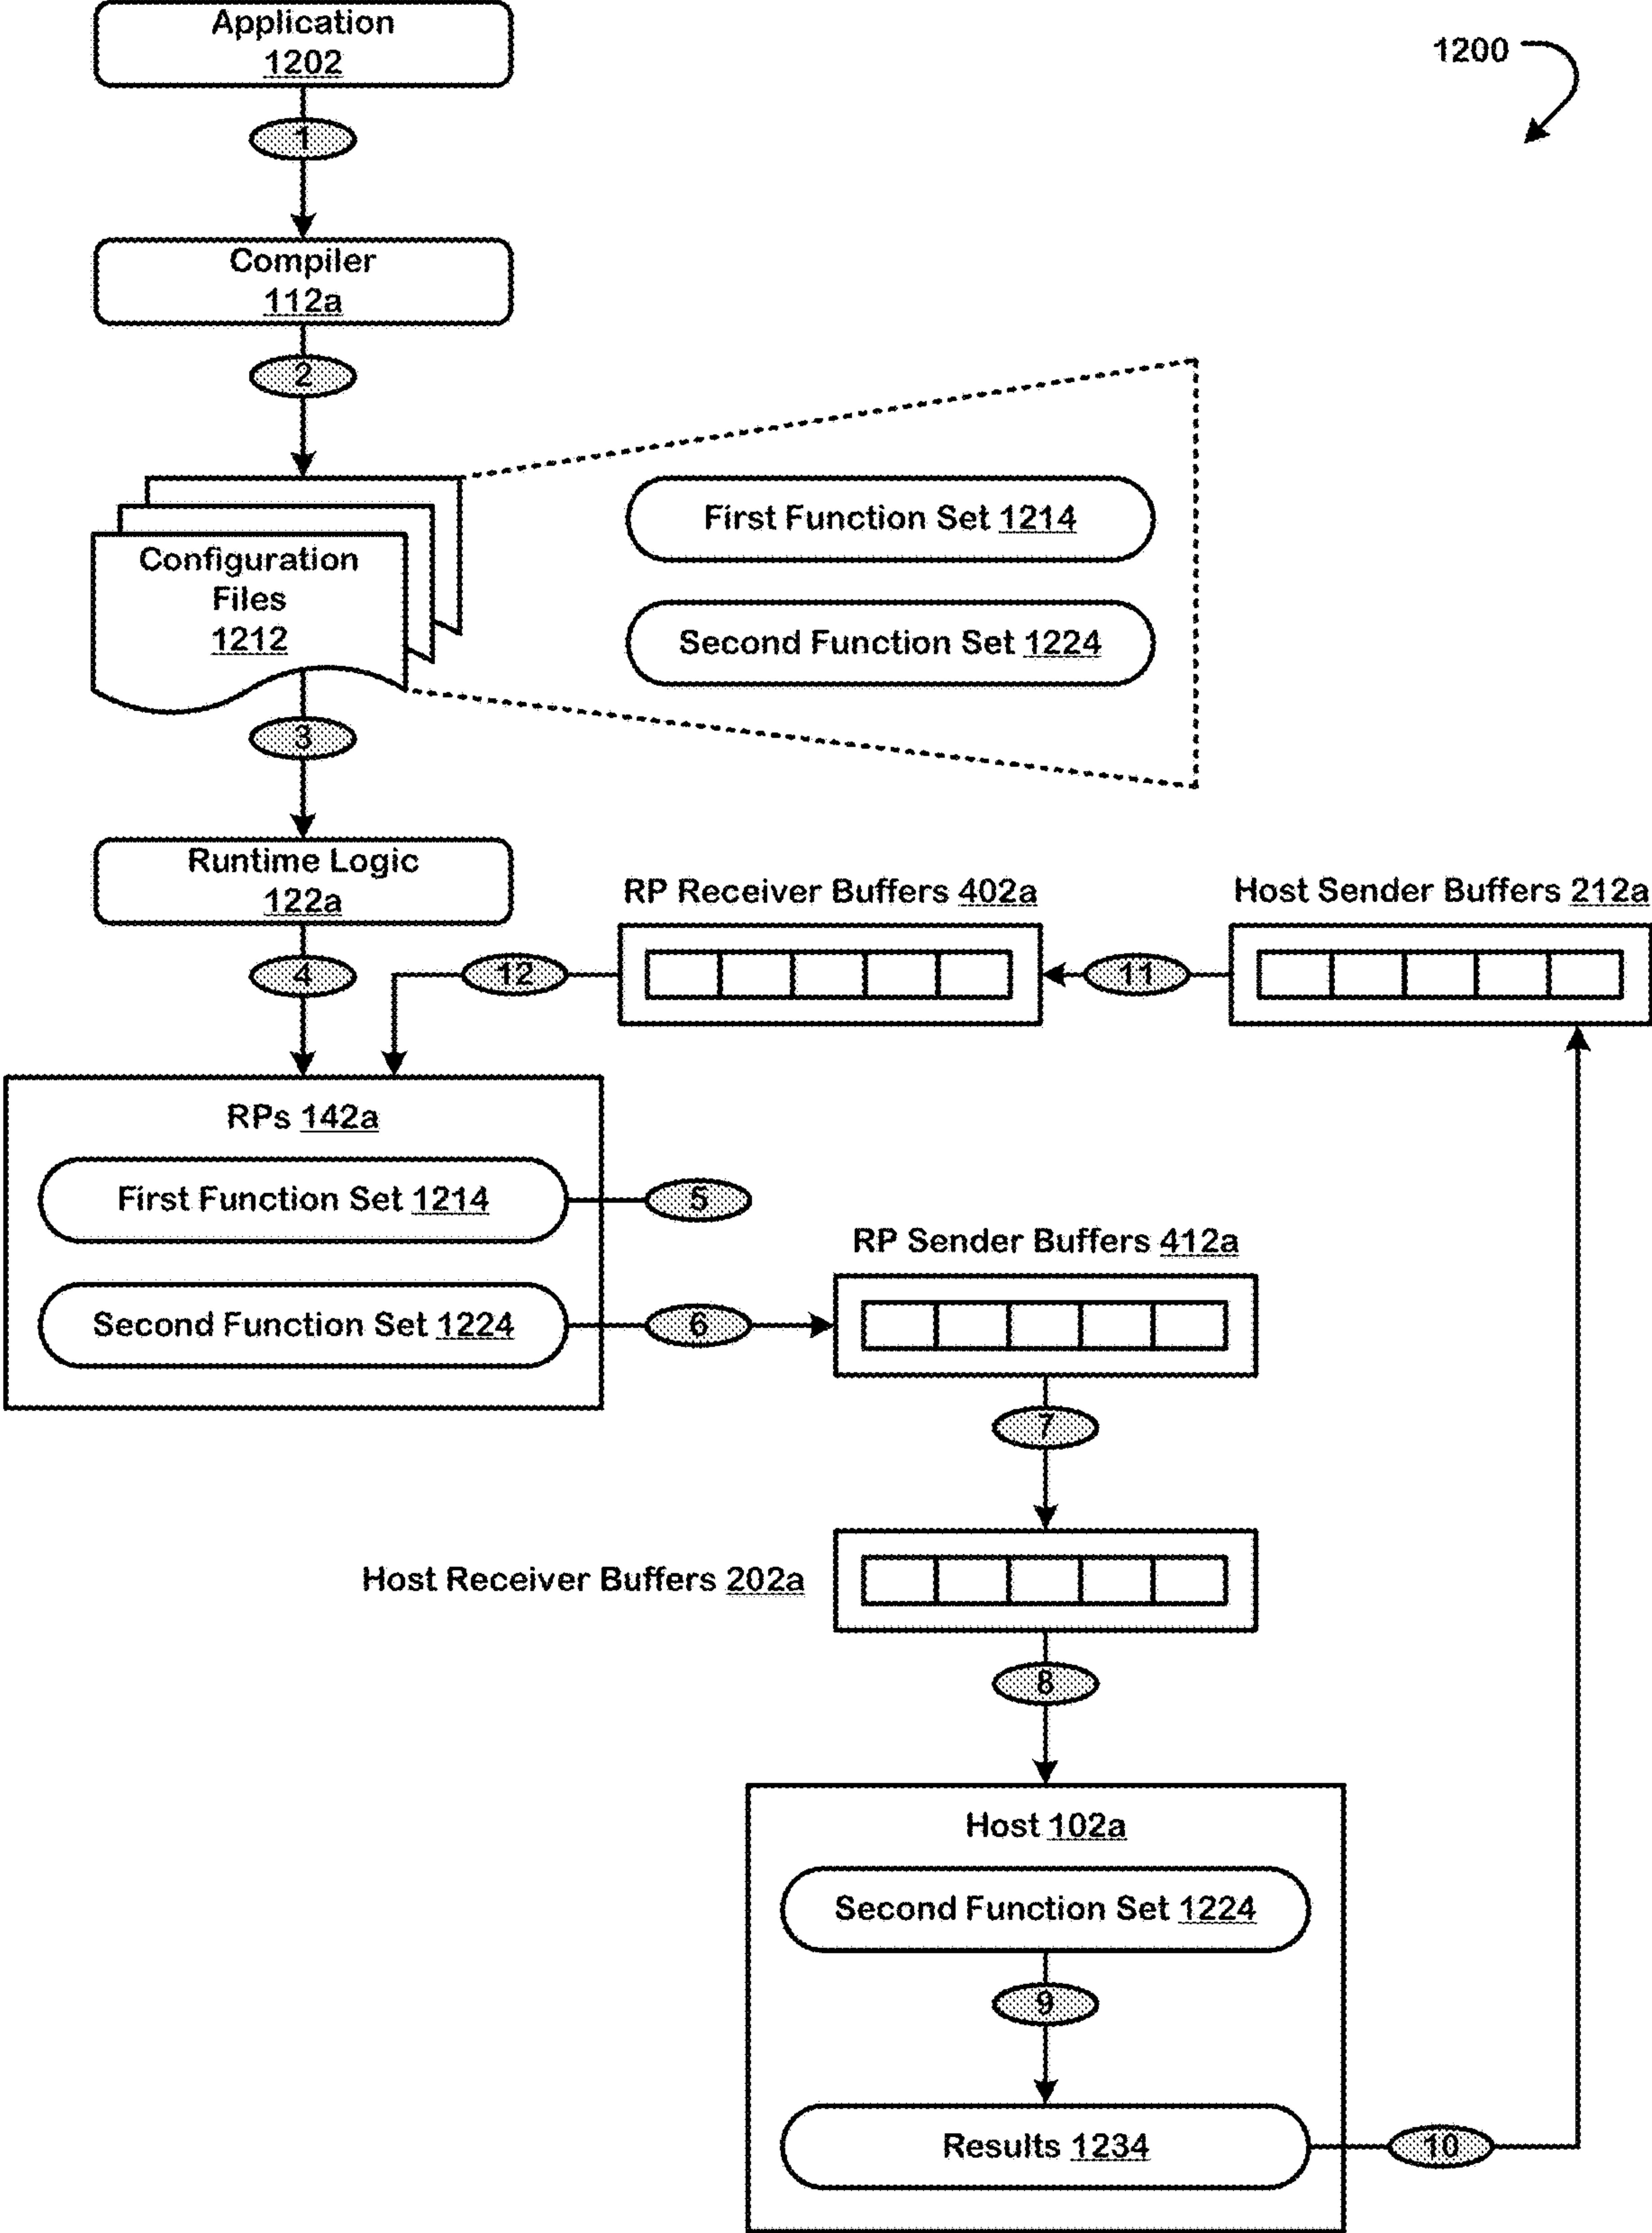 Application
1202
1200
1
Compiler
112a
2
First Function Set 1214
Configuration
Files
1212
Second Function Set 1224
3
Runtime Logic
122a
RP Receiver Buffers 402a
Host Sender Buffers 212a
4
12
11
RPs 142a
First Function Set 1214
5
RP Sender Buffers 412a
Second Function Set 1224
6
7
Host Receiver Buffers 202a
8
Host 102a
Second Function Set 1224
9
Results 1234
10